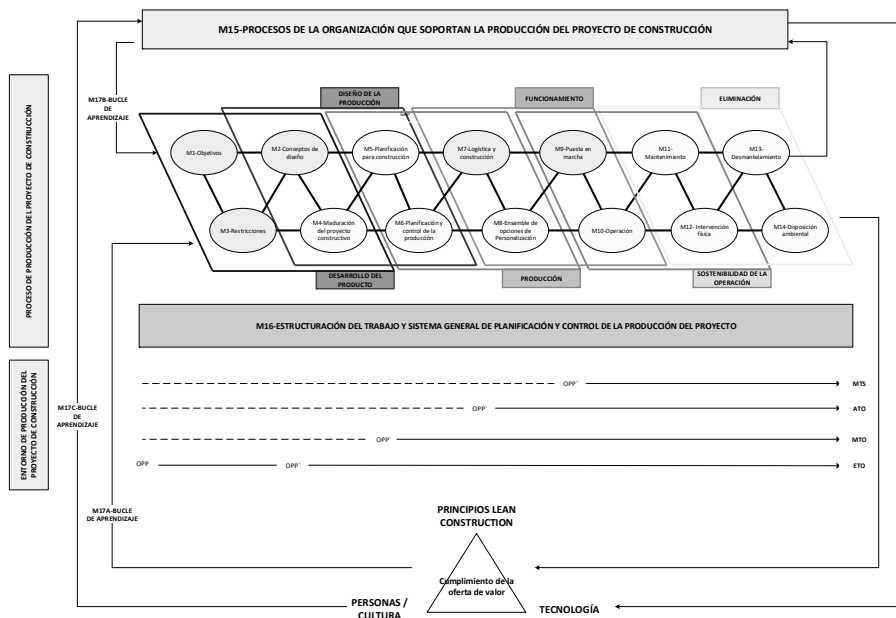 M15-PROCESOS DE LA ORGANIZACIÓN QUE SOPORTAN LA PRODUCCIÓN DEL PROYECTO DE CONSTRUCCIÓN
PROCESO DE PRODUCCIÓN DEL PROYECTO DE CONSTRUCCIÓN
M17B-BUCLE
DE
APRENDIZAJE
DISEÑO DE LA
PRODUCCIÓN
FUNCIONAMIENTO
ELIMINACIÓN
M1-Objetivos
M2-Conceptos de
diseño
M5-Planificación
para construcción
M7-Logística y
construcción
M9-Puesta en
marcha
M11-
Mantenimiento
M13-
Desmantelamiento
M3-Restricciones
M4-Maduración
del proyecto
constructivo
M6-Planificación y
control de la
producción
M8-Ensamble de
opciones de
Personalización
M10-Operación
M12- Intervención
física
M14-Disposición
ambiental
DESARROLLO DEL
PRODUCTO
PRODUCCIÓN
SOSTENIBILIDAD DE LA
OPERACIÓN
M16-ESTRUCTURACIÓN DEL TRABAJO Y SISTEMA GENERAL DE PLANIFICACIÓN Y CONTROL DE LA PRODUCCIÓN DEL PROYECTO
ENTORNO DE PRODUCCIÓN DEL
PROYECTO DE CONSTRUCCIÓN
M17C-BUCLE
DE
APRENDIZAJE
OPP´ MTS
OPP´ ATO
OPP´ MTO
OPP OPP´ ETO
M17A-BUCLE
DE APRENDIZAJE
PRINCIPIOS LEAN
CONSTRUCTION
Cumplimiento de la
oferta de valor
PERSONAS /
CULTURA
TECNOLOGÍA